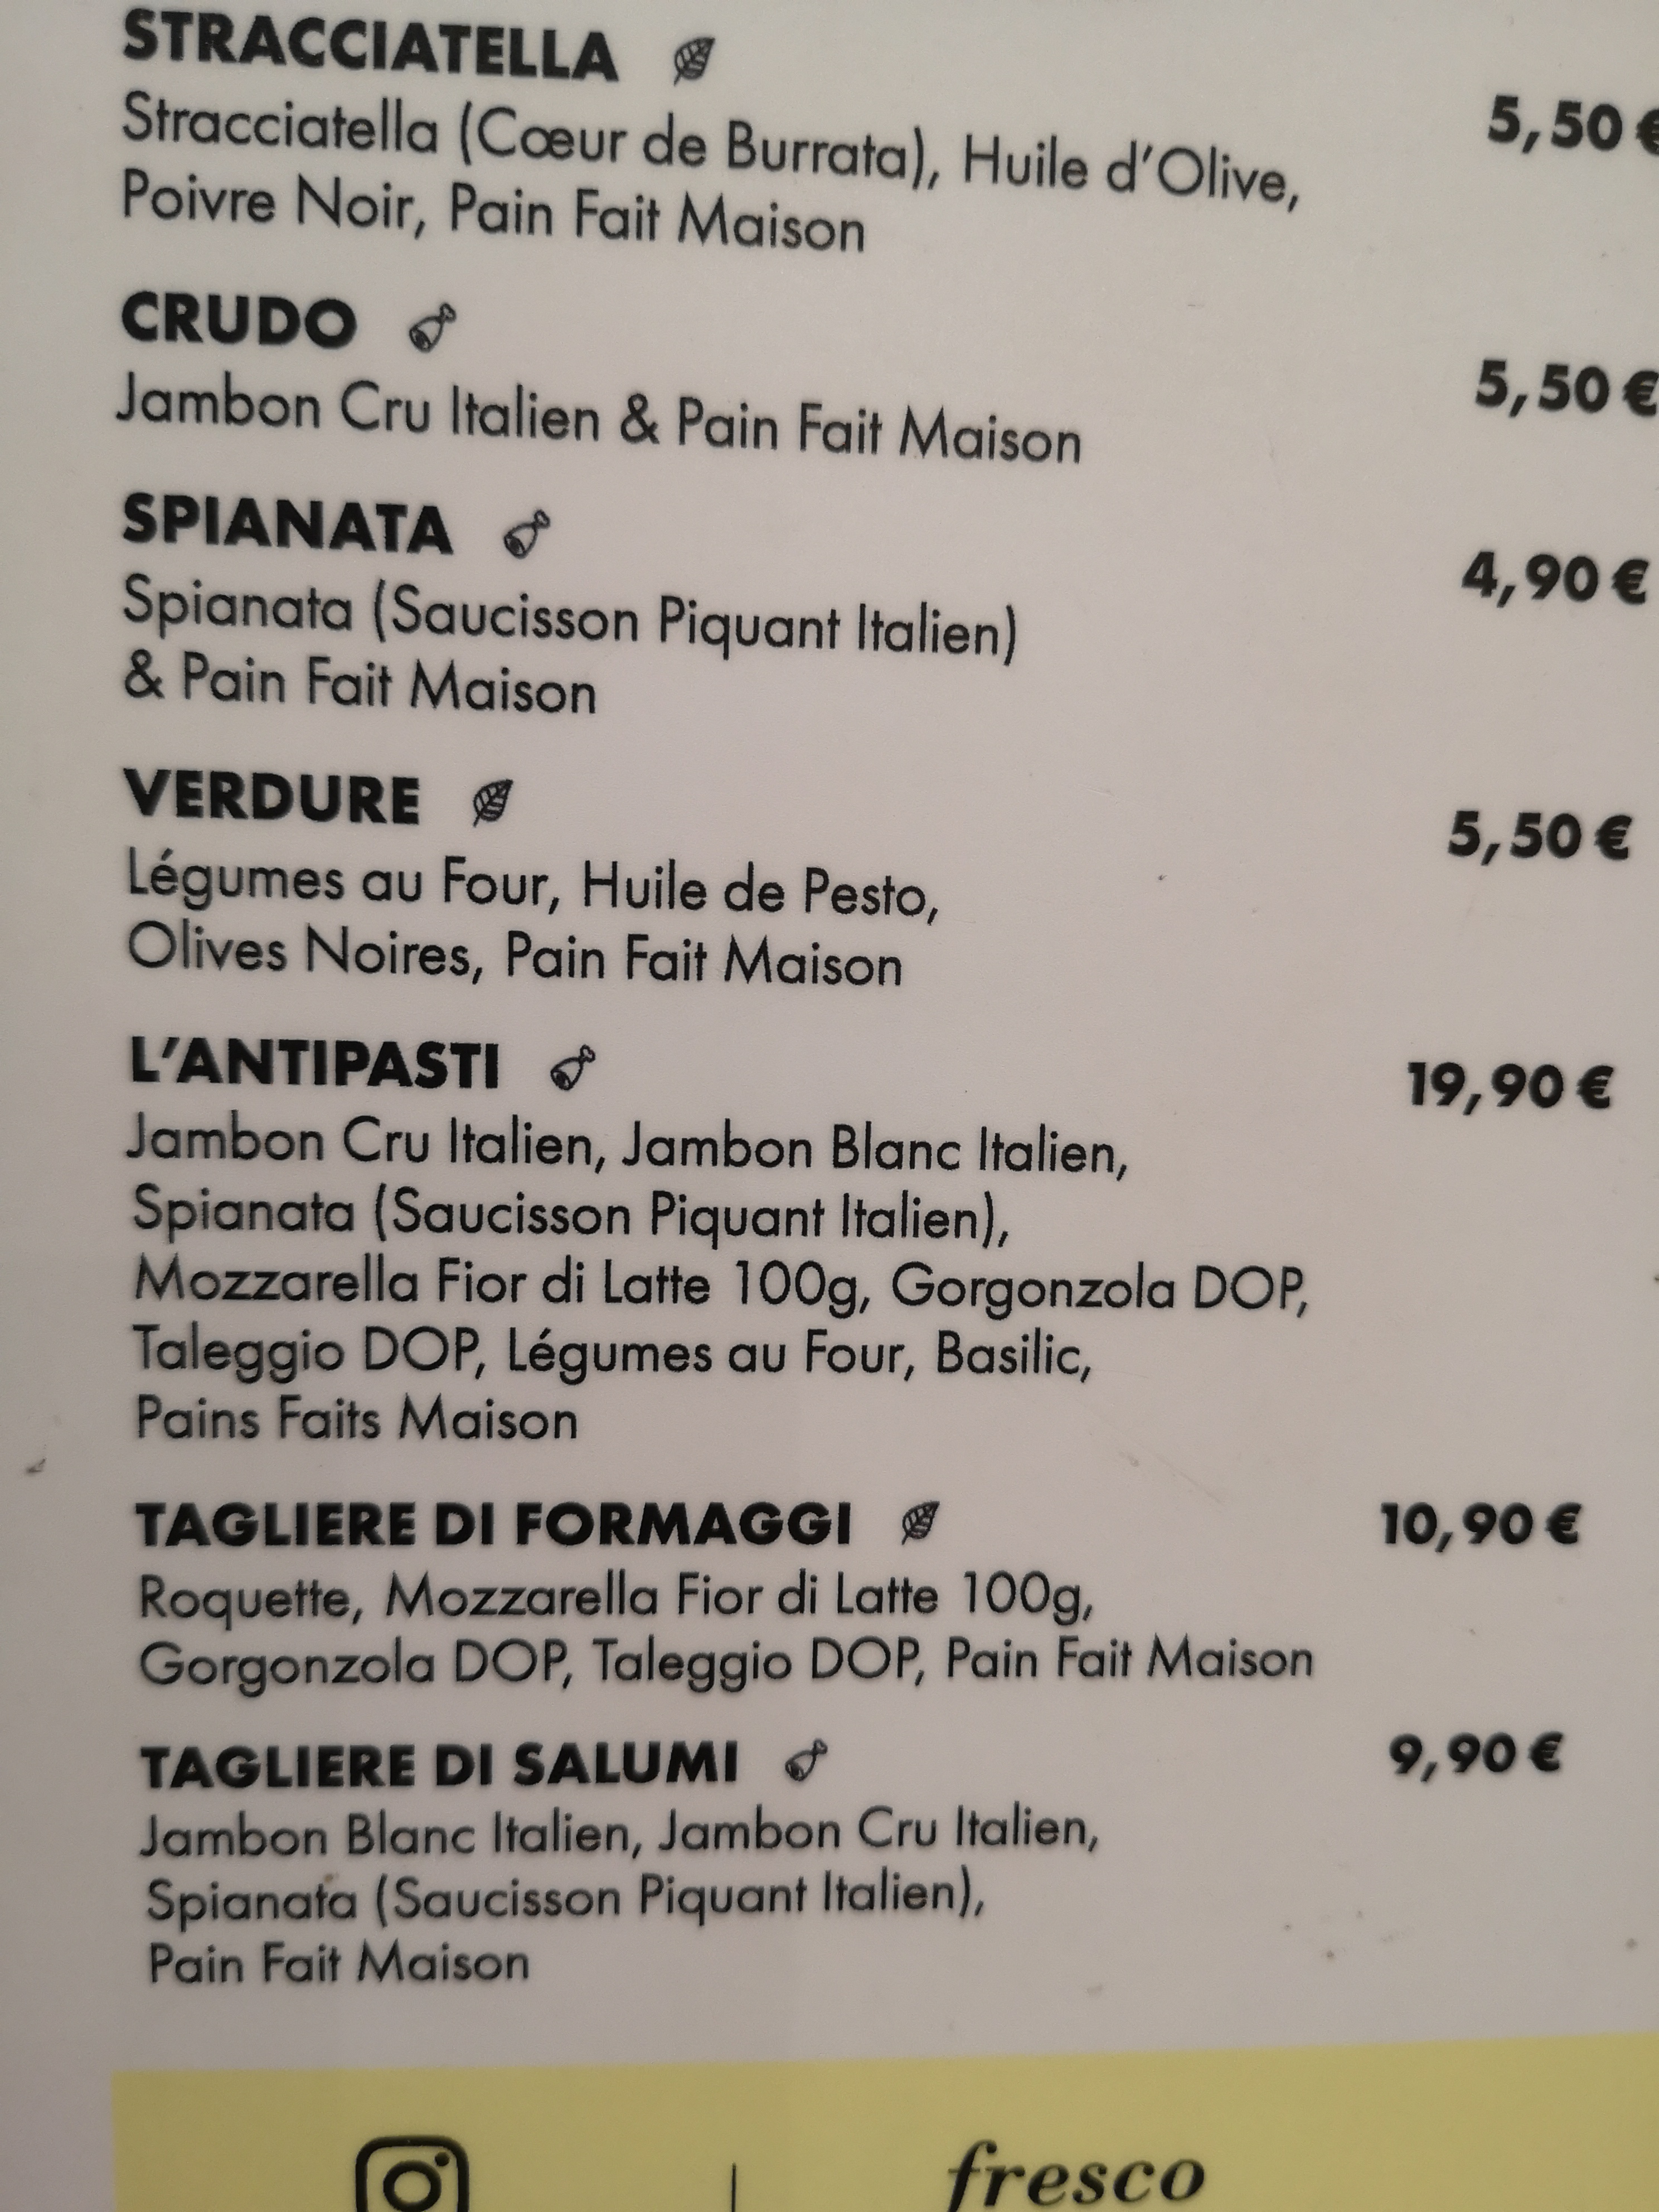 STRACCIATELLA
5,50 €
Stracciatella (Cœur de Burrata), Huile d'Olive,
Poivre Noir, Pain Fait Maison
CRUDO
5,50 €
Jambon Cru Italien & Pain Fait Maison
SPIANATA
4,90 €
Spianata (Saucisson Piquant Italien)
& Pain Fait Maison
VERDURE
5,50 €
Légumes au Four, Huile de Pesto,
Olives Noires, Pain Fait Maison
L'ANTIPASTI
19,90 €
Jambon Cru Italien, Jambon Blanc Italien,
Spianata (Saucisson Piquant Italien),
Mozzarella Fior di Latte 100g, Gorgonzola DOP,
Taleggio DOP, Légumes au Four, Basilic,
Pains Faits Maison
TAGLIERE DI FORMAGGI
10,90 €
Roquette, Mozzarella Fior di Latte 100g,
Gorgonzola DOP, Taleggio DOP, Pain Fait Maison
TAGLIERE DI SALUMI
9,90 €
Jambon Blanc Italien, Jambon Cru Italien,
Spianata (Saucisson Piquant Italien),
Pain Fait Maison
fresco